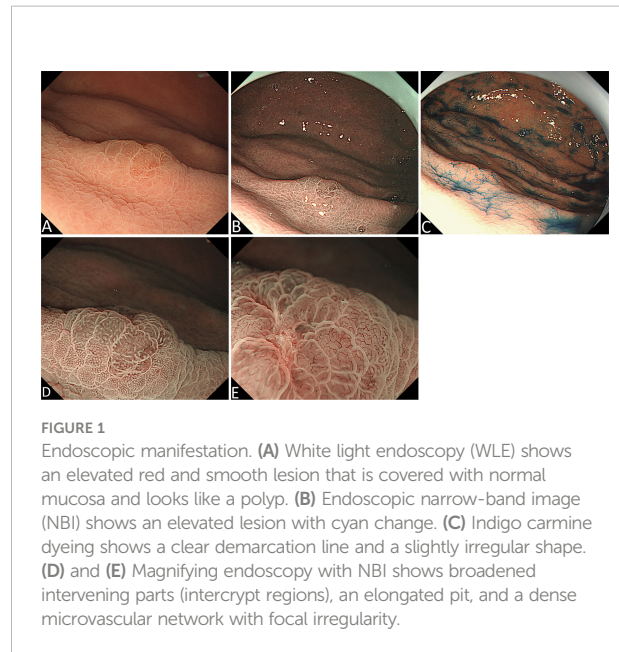 A
B
C
D
E
FIGURE 1
Endoscopic manifestation. (A) White light endoscopy (WLE) shows
an elevated red and smooth lesion that is covered with normal
mucosa and looks like a polyp. (B) Endoscopic narrow-band image
(NBI) shows an elevated lesion with cyan change. (C) Indigo carmine
dyeing shows a clear demarcation line and a slightly irregular shape.
(D) and (E) Magnifying endoscopy with NBI shows broadened
intervening parts (intercrypt regions), an elongated pit, and a dense
microvascular network with focal irregularity.